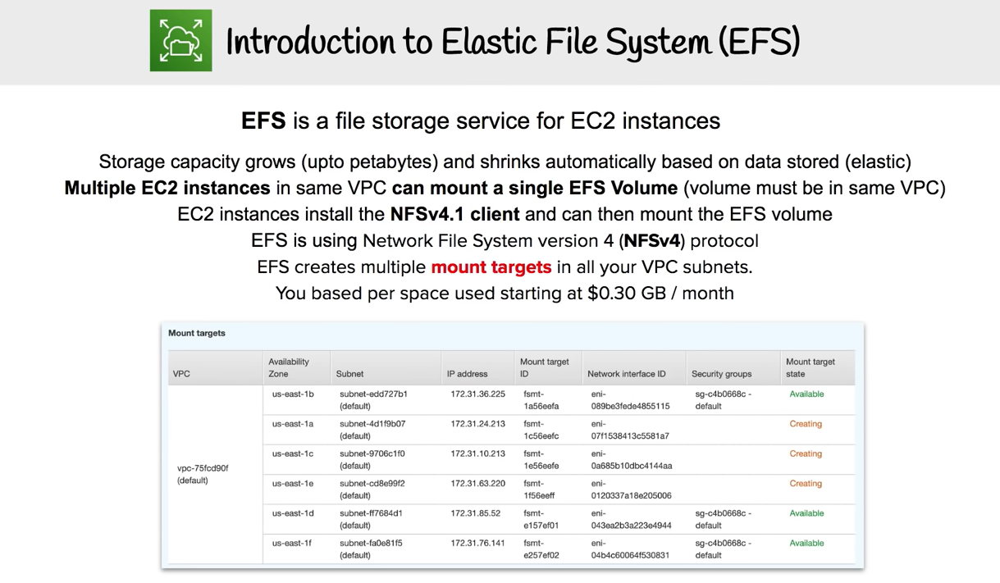 Introduction to Elastic File System (EFS)
EFS is a file storage service for EC2 instances
Storage capacity grows (upto petabytes) and shrinks automatically based on data stored (elastic)
Multiple EC2 instances in same VPC can mount a single EFS Volume (volume must be in same VPC)
EC2 instances install the NFSv4.1 client and can then mount the EFS volume
EFS is using Network File System version 4 (NFSv4) protocol
EFS creates multiple mount targets in all your VPC subnets.
You based per space used starting at $0.30 GB / month
Mount targets
VPC Availability Zone Subnet IP address Mount target ID Network interface ID Security groups Mount target state
vpc-75fcd90f (default)
us-east-1b subnet-edd727b1 (default) 172.31.36.225 fsmt-1a56eefa eni-089be3fede4855115 sg-c4b0668c - default Available
us-east-1a subnet-4d1f9b07 (default) 172.31.24.213 fsmt-1c56eefc eni-07f1538413c5581a7 Creating
us-east-1c subnet-9706c1f0 (default) 172.31.10.213 fsmt-1e56eefe eni-0a685b10dbc4144aa Creating
us-east-1e subnet-cd8e99f2 (default) 172.31.63.220 fsmt-1f56eeff eni-0120337a18e205006 Creating
us-east-1d subnet-ff7684d1 (default) 172.31.85.52 fsmt-e157ef01 eni-043ea2b3a223e4944 sg-c4b0668c - default Available
us-east-1f subnet-fa0e81f5 (default) 172.31.76.141 fsmt-e257ef02 eni-04b4c60064f530831 sg-c4b0668c - default Available